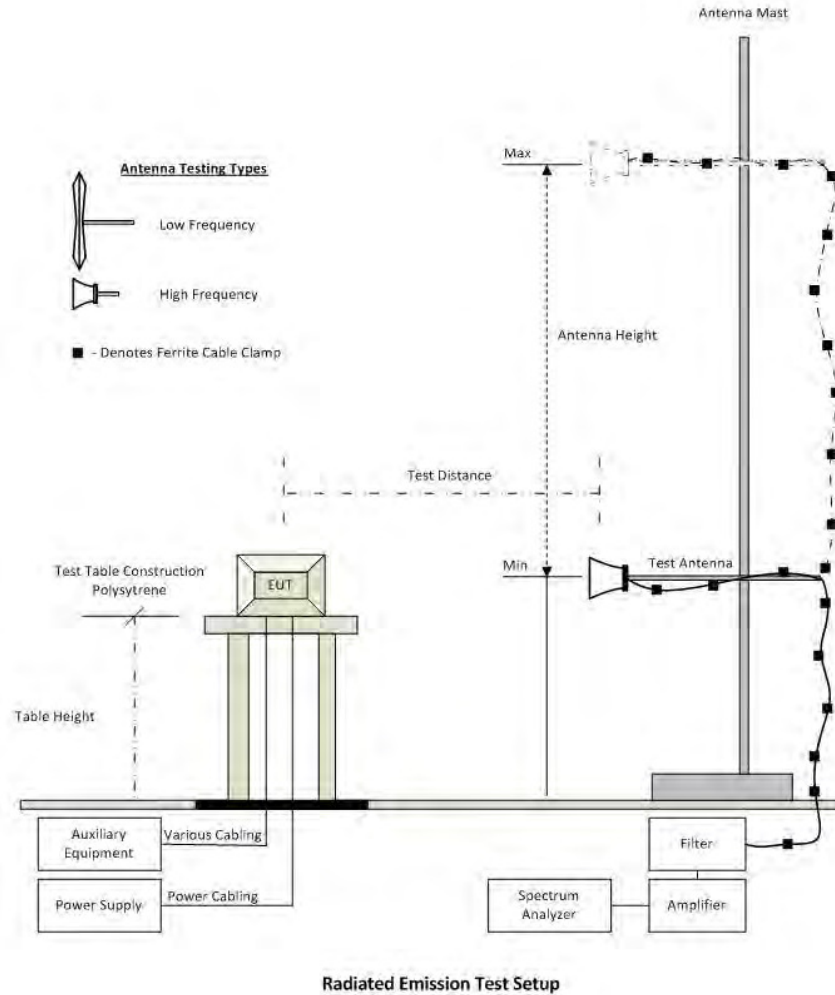 Antenna Mast
Antenna Testing Types
Low Frequency
High Frequency
- Denotes Ferrite Cable Clamp
Max
Antenna Height
Test Distance
Min
Test Antenna
Test Table Construction
Polysytrene
EUT
Table Height
Auxiliary
Equipment
Various Cabling
Power Supply
Power Cabling
Filter
Spectrum
Analyzer
Amplifier
Radiated Emission Test Setup